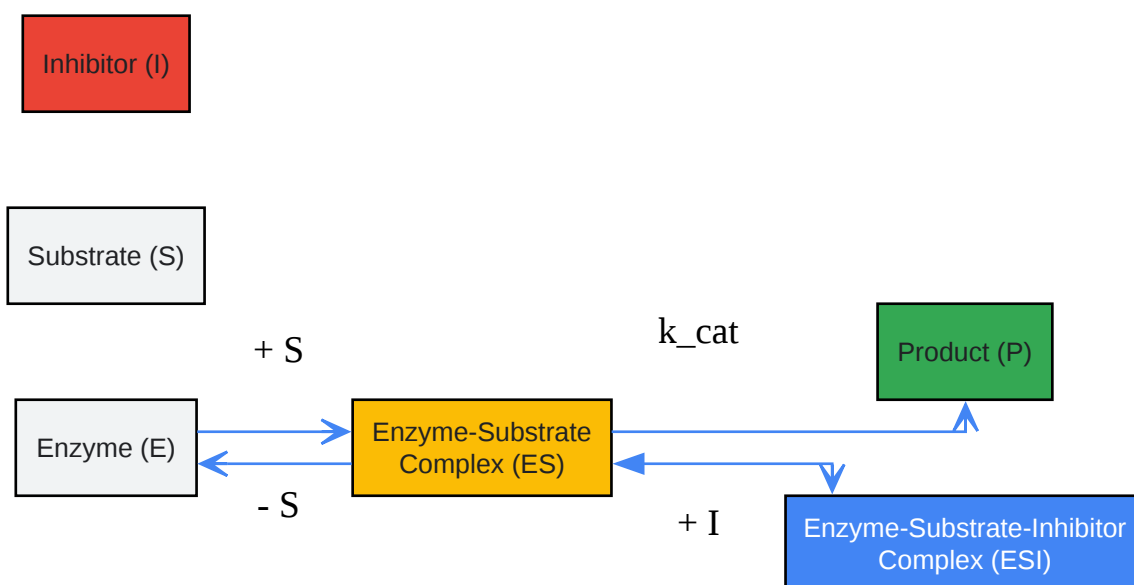 Inhibitor (I)
Substrate (S)
+ S
k_cat
Product (P)
Enzyme (E)
Enzyme-Substrate
Complex (ES)
- S
+ I
Enzyme-Substrate-Inhibitor
Complex (ESI)